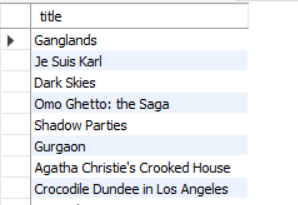 title
Ganglands
Je Suis Karl
Dark Skies
Omo Ghetto: the Saga
Shadow Parties
Gurgaon
Agatha Christie's Crooked House
Crocodile Dundee in Los Angeles